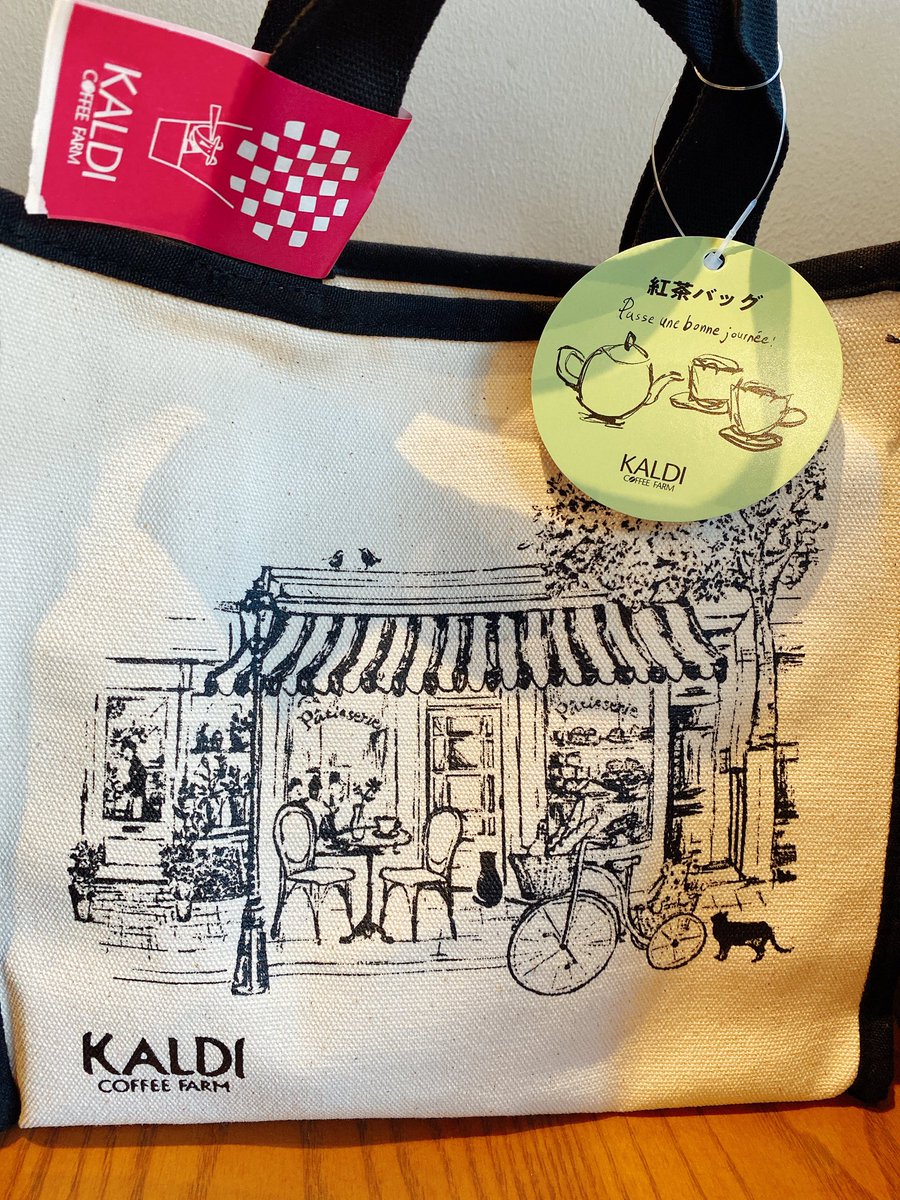 KALDI
COFFEE FARM
紅茶バッグ
Passe une bonne journée!
KALDI
COFFEE FARM
Pâtisserie
Pâtisserie
KALDI
COFFEE FARM